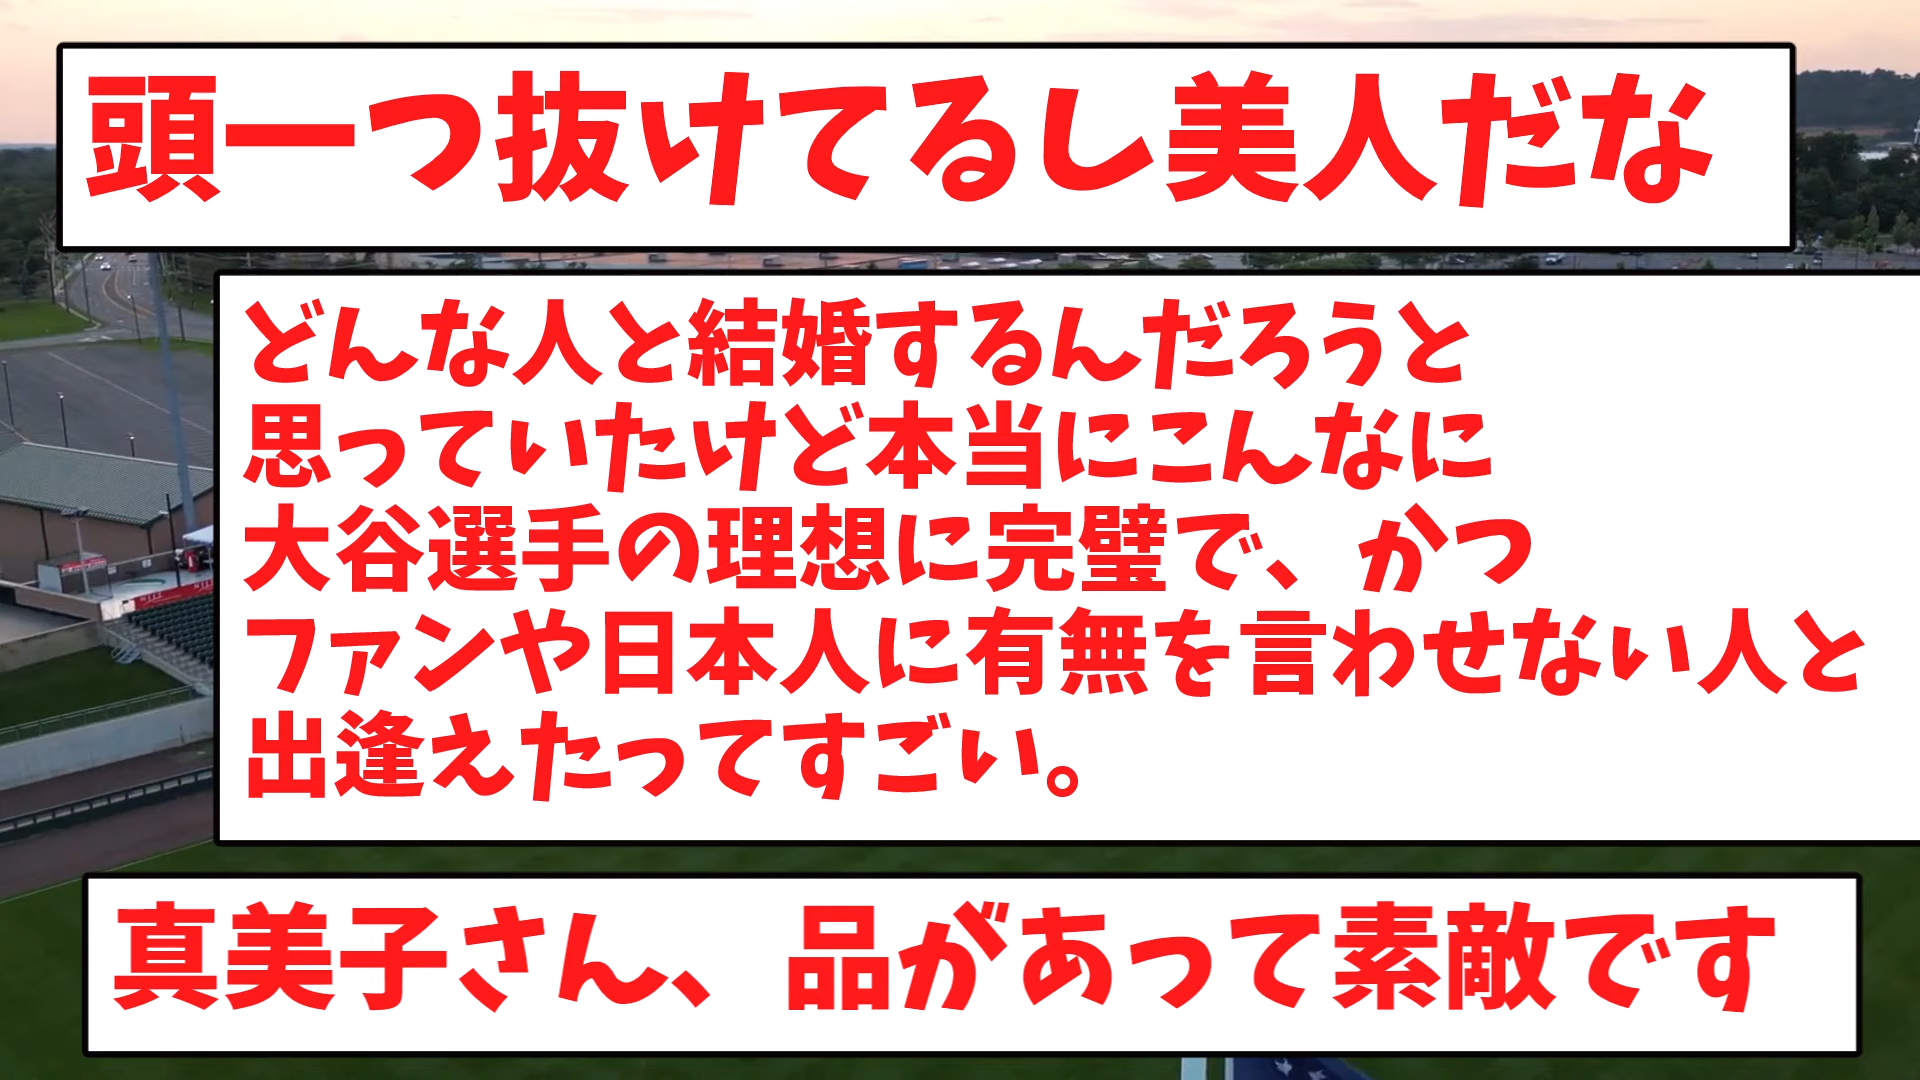 頭一つ抜けてるし美人だな
どんな人と結婚するんだろうと
思っていたけど本当にこんなに
大谷選手の理想に完璧で、かつ
ファンや日本人に有無を言わせない人と
出逢えたってすごい。
真美子さん、品があって素敵です